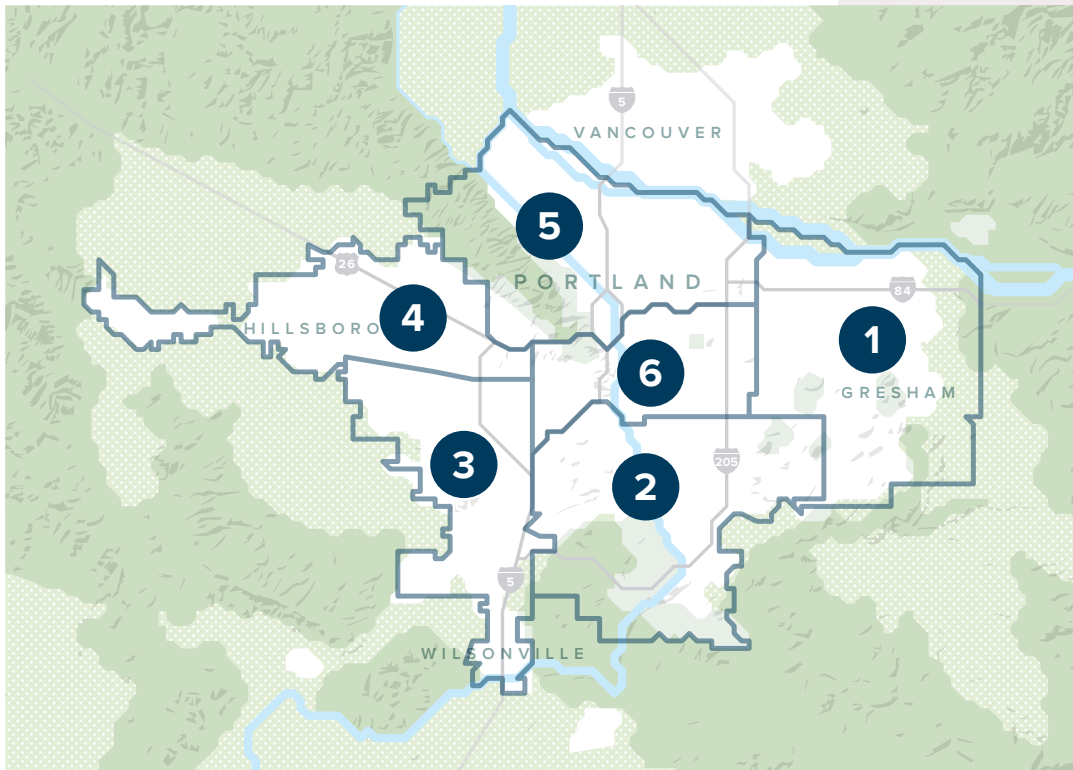 5
VANCOUVER
5
PORTLAND
26
84
HILLSBORO
4
1
6
GRESHAM
3
205
2
5
WILSONVILLE